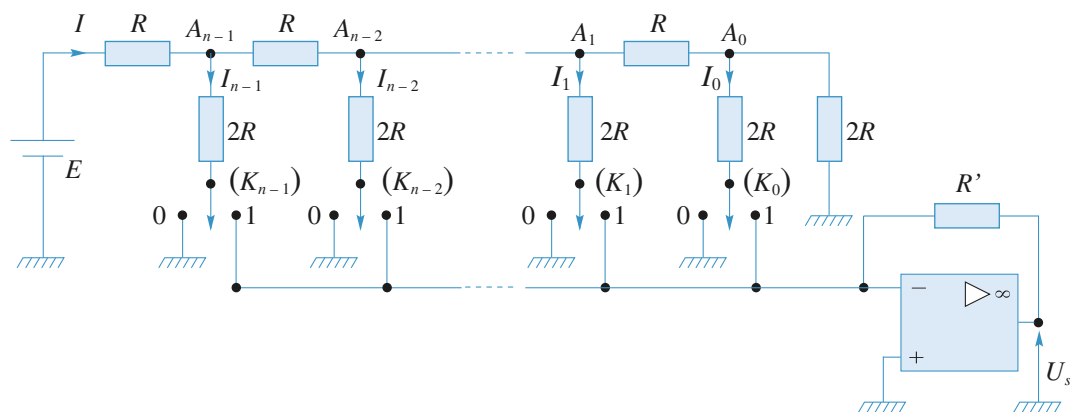 I R A_{n-1} R A_{n-2} A_1 R A_0
I_{n-1} I_{n-2} I_1 I_0
2R 2R 2R 2R 2R
E (K_{n-1}) (K_{n-2}) (K_1) (K_0) R'
0 1 0 1 0 1 0 1
− ∞
+ U_s